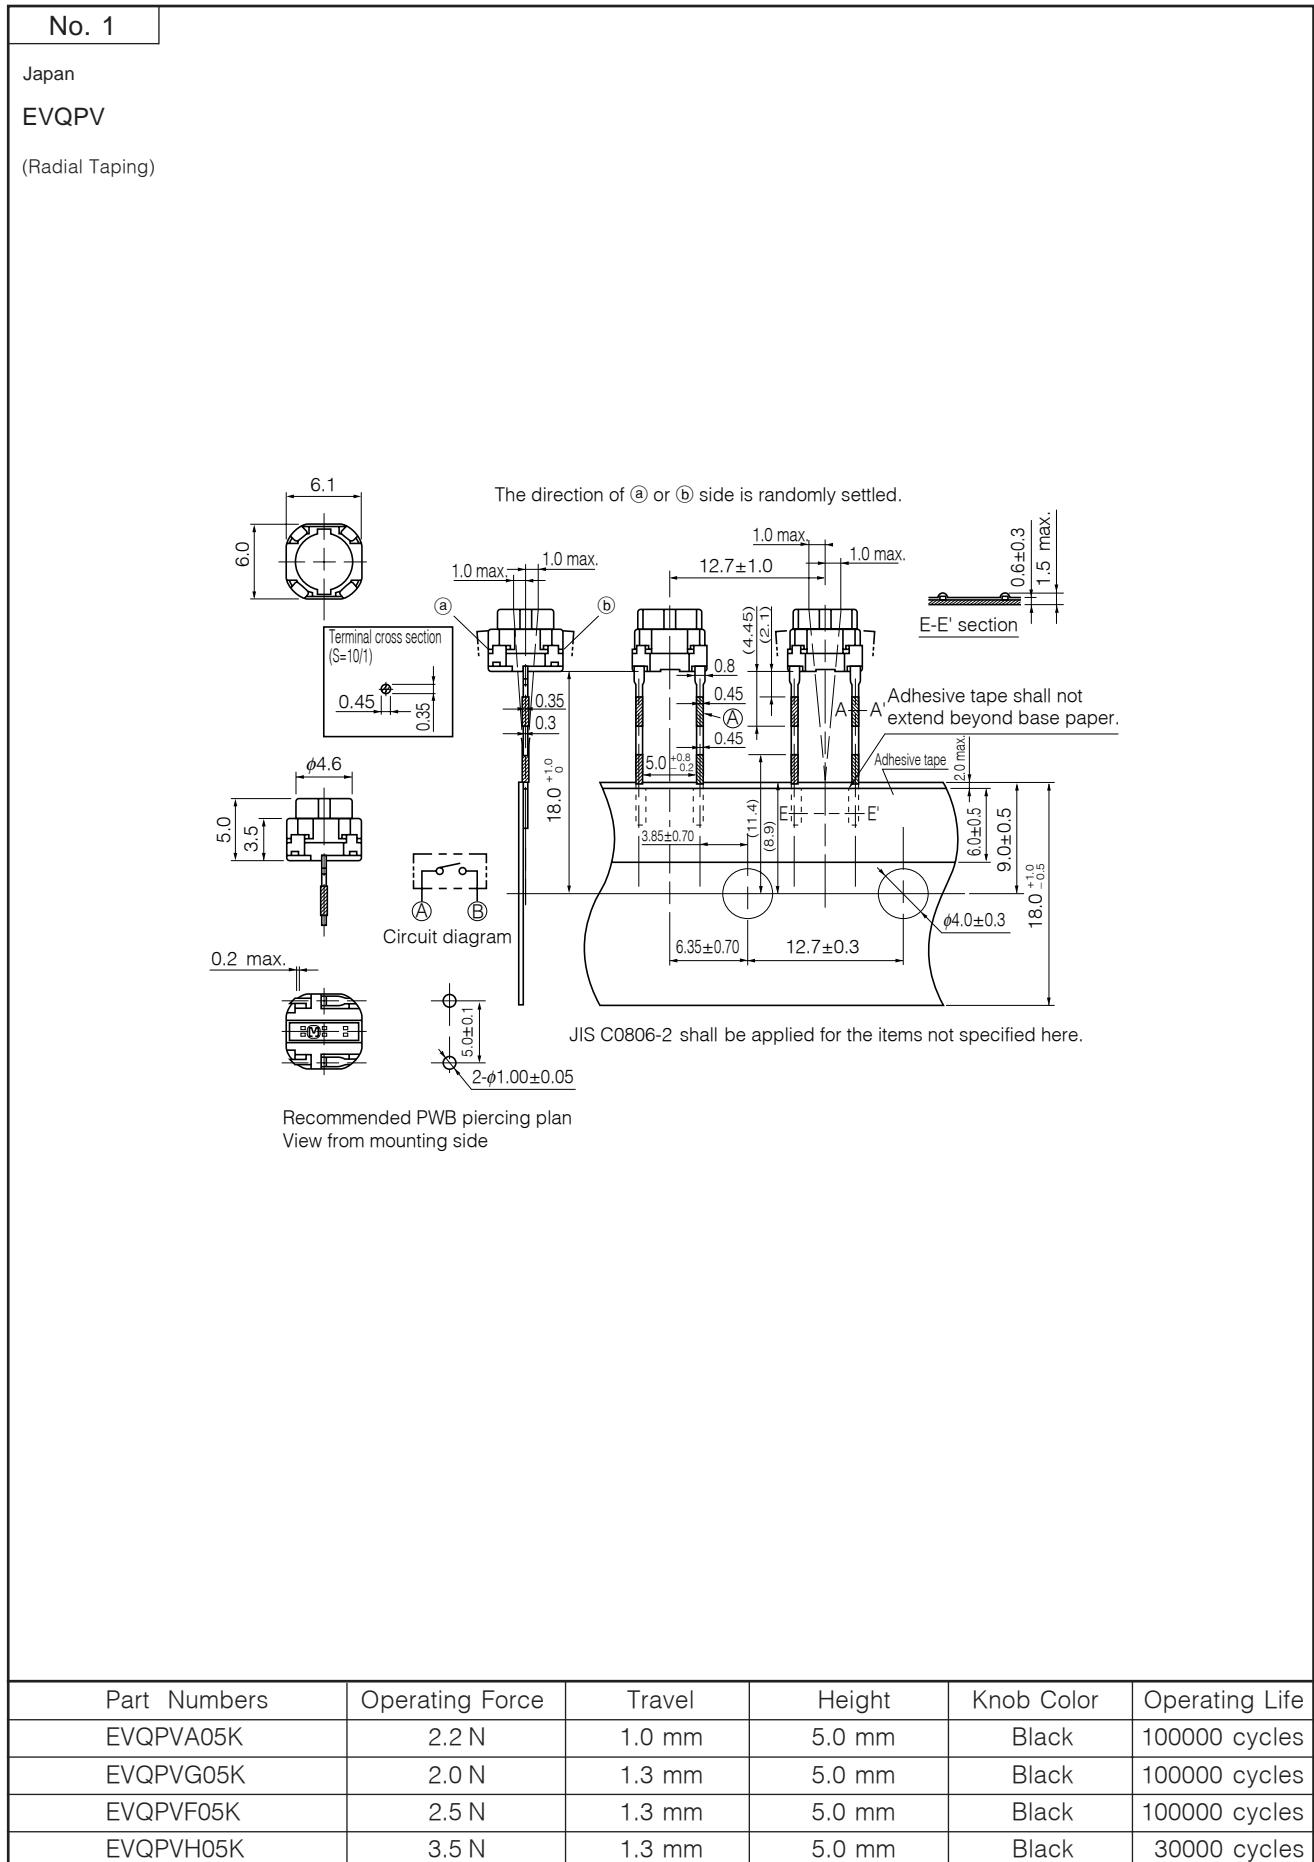 No. 1
Japan
EVQPV
(Radial Taping)
6.1
6.0
The direction of ⓐ or ⓑ side is randomly settled.
1.0 max.
1.0 max.
ⓐ
ⓑ
12.7±1.0
1.0 max.
1.0 max.
0.6±0.3
1.5 max.
E-E' section
Terminal cross section
(S=10/1)
0.45
0.35
(4.45)
(2.1)
0.8
0.35
0.45
Ⓐ
0.3
0.45
A
A'
Adhesive tape shall not
extend beyond base paper.
Adhesive tape
2.0 max.
5.0 +0.8 −0.2
18.0 +1.0 0
(11.4)
(8.9)
E
E'
3.85±0.70
6.0±0.5
9.0±0.5
18.0 +1.0 −0.5
φ4.6
5.0
3.5
Ⓐ Ⓑ
Circuit diagram
φ4.0±0.3
6.35±0.70
12.7±0.3
0.2 max.
M
5.0±0.1
2-φ1.00±0.05
JIS C0806-2 shall be applied for the items not specified here.
Recommended PWB piercing plan
View from mounting side
Part Numbers Operating Force Travel Height Knob Color Operating Life
EVQPVA05K 2.2 N 1.0 mm 5.0 mm Black 100000 cycles
EVQPVG05K 2.0 N 1.3 mm 5.0 mm Black 100000 cycles
EVQPVF05K 2.5 N 1.3 mm 5.0 mm Black 100000 cycles
EVQPVH05K 3.5 N 1.3 mm 5.0 mm Black 30000 cycles